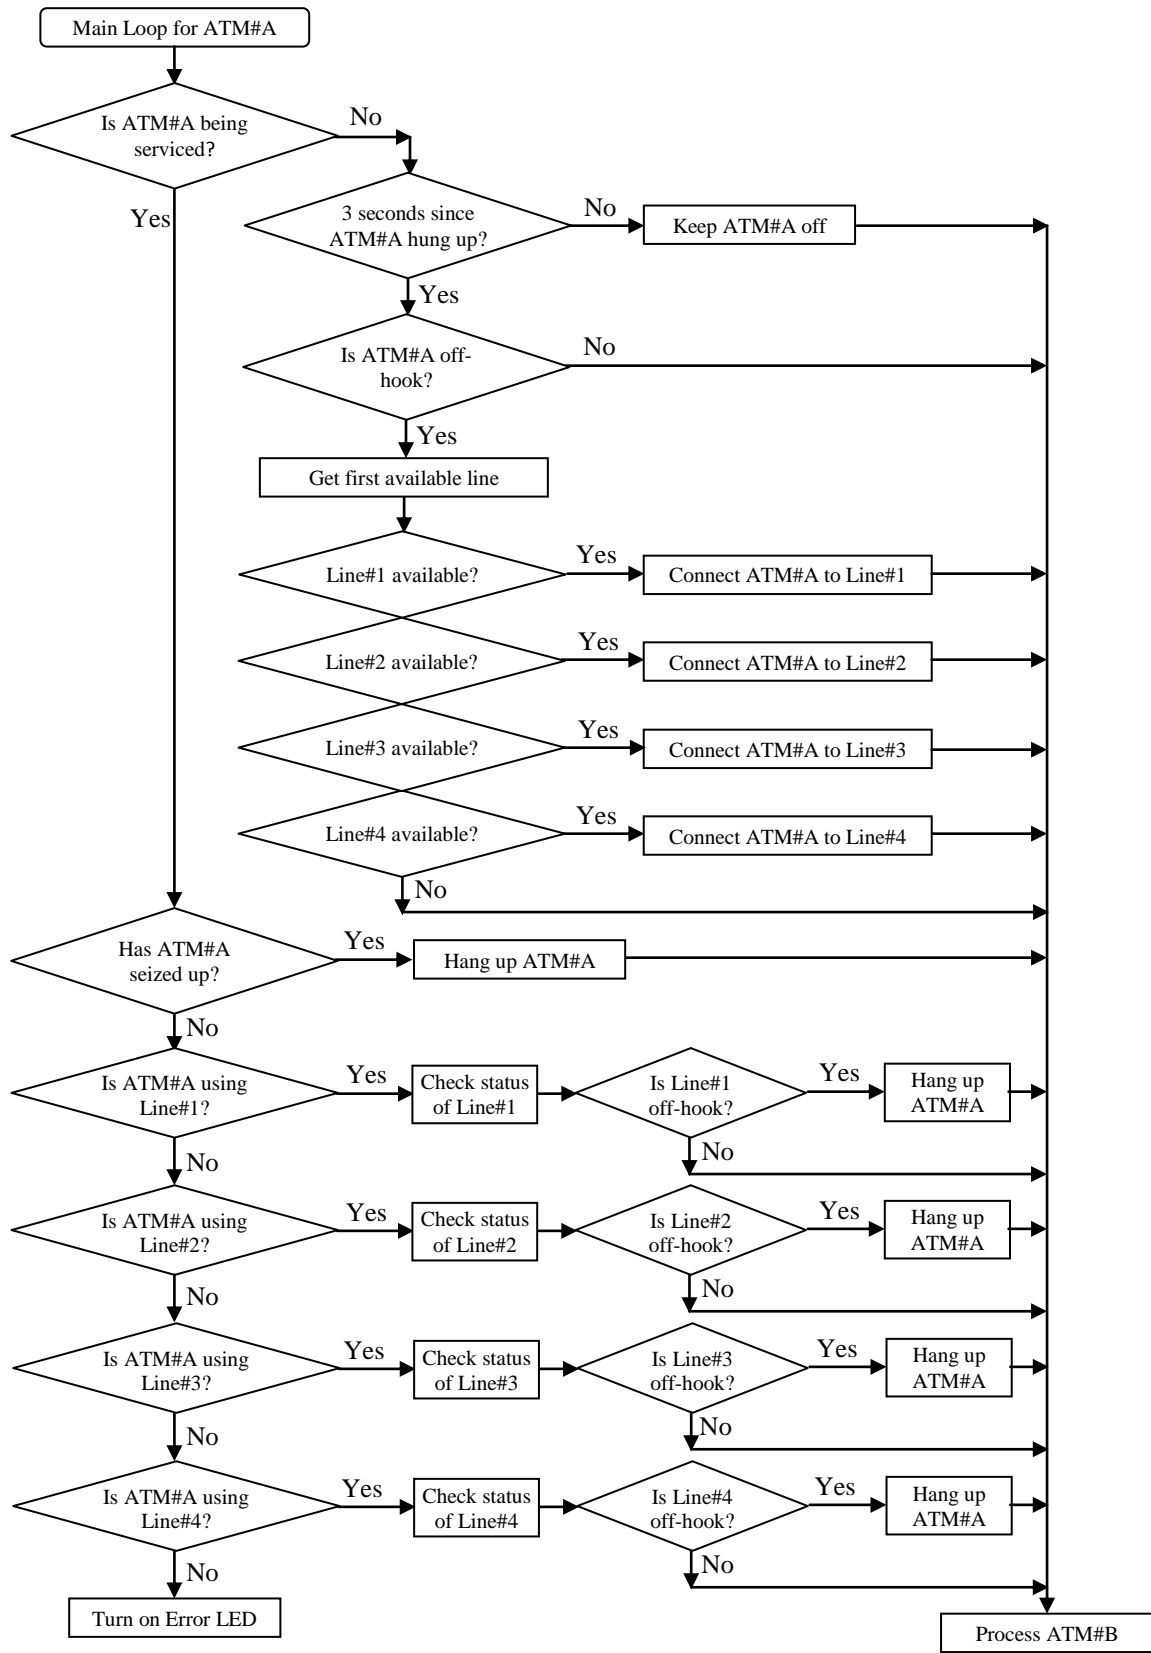 Main Loop for ATM#A
Is ATM#A being
serviced?
No
Yes
3 seconds since
ATM#A hung up?
No
Keep ATM#A off
Yes
Is ATM#A off-
hook?
No
Yes
Get first available line
Line#1 available?
Yes
Connect ATM#A to Line#1
Line#2 available?
Yes
Connect ATM#A to Line#2
Line#3 available?
Yes
Connect ATM#A to Line#3
Line#4 available?
Yes
Connect ATM#A to Line#4
No
Has ATM#A
seized up?
Yes
Hang up ATM#A
No
Is ATM#A using
Line#1?
Yes
Check status
of Line#1
Is Line#1
off-hook?
Yes
Hang up
ATM#A
No
No
Is ATM#A using
Line#2?
Yes
Check status
of Line#2
Is Line#2
off-hook?
Yes
Hang up
ATM#A
No
No
Is ATM#A using
Line#3?
Yes
Check status
of Line#3
Is Line#3
off-hook?
Yes
Hang up
ATM#A
No
No
Is ATM#A using
Line#4?
Yes
Check status
of Line#4
Is Line#4
off-hook?
Yes
Hang up
ATM#A
No
No
Turn on Error LED
Process ATM#B